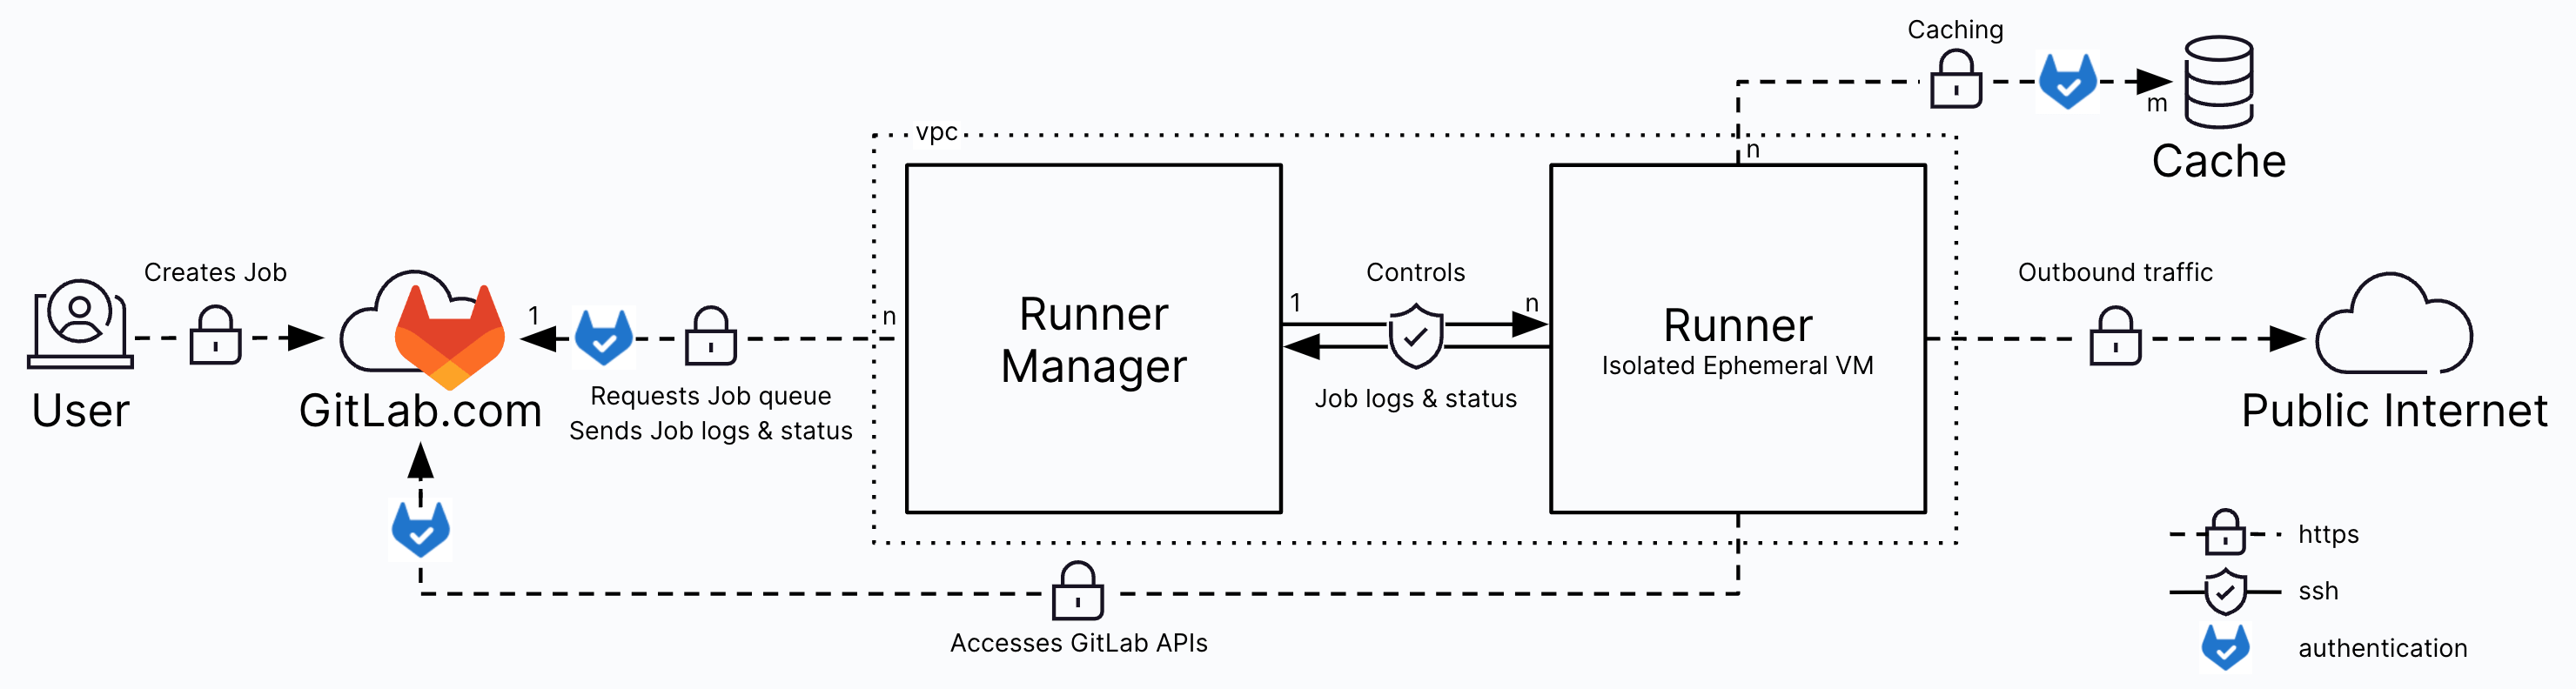 Caching
m
Cache
vpc
n
Creates Job
1
n
Requests Job queue
Sends Job logs & status
User
GitLab.com
Runner
Manager
Controls
1
n
Job logs & status
Runner
Isolated Ephemeral VM
Outbound traffic
Public Internet
Accesses GitLab APIs
https
ssh
authentication